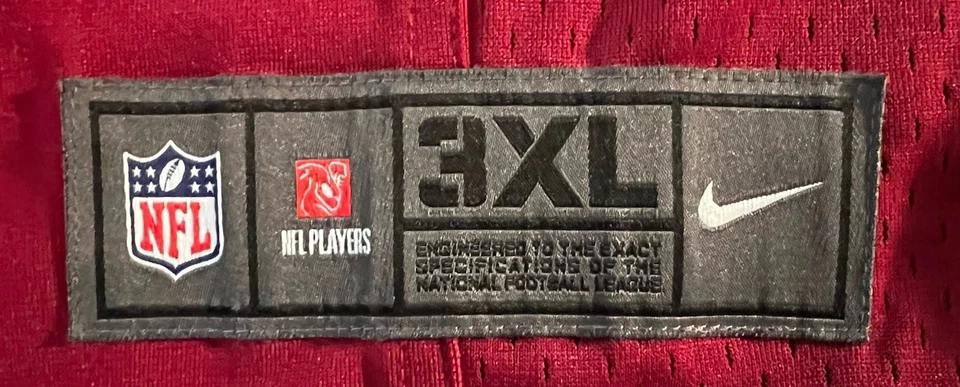 NFL
NFL PLAYERS
3XL
ENGINEERED TO THE EXACT
SPECIFICATIONS OF THE
NATIONAL FOOTBALL LEAGUE.